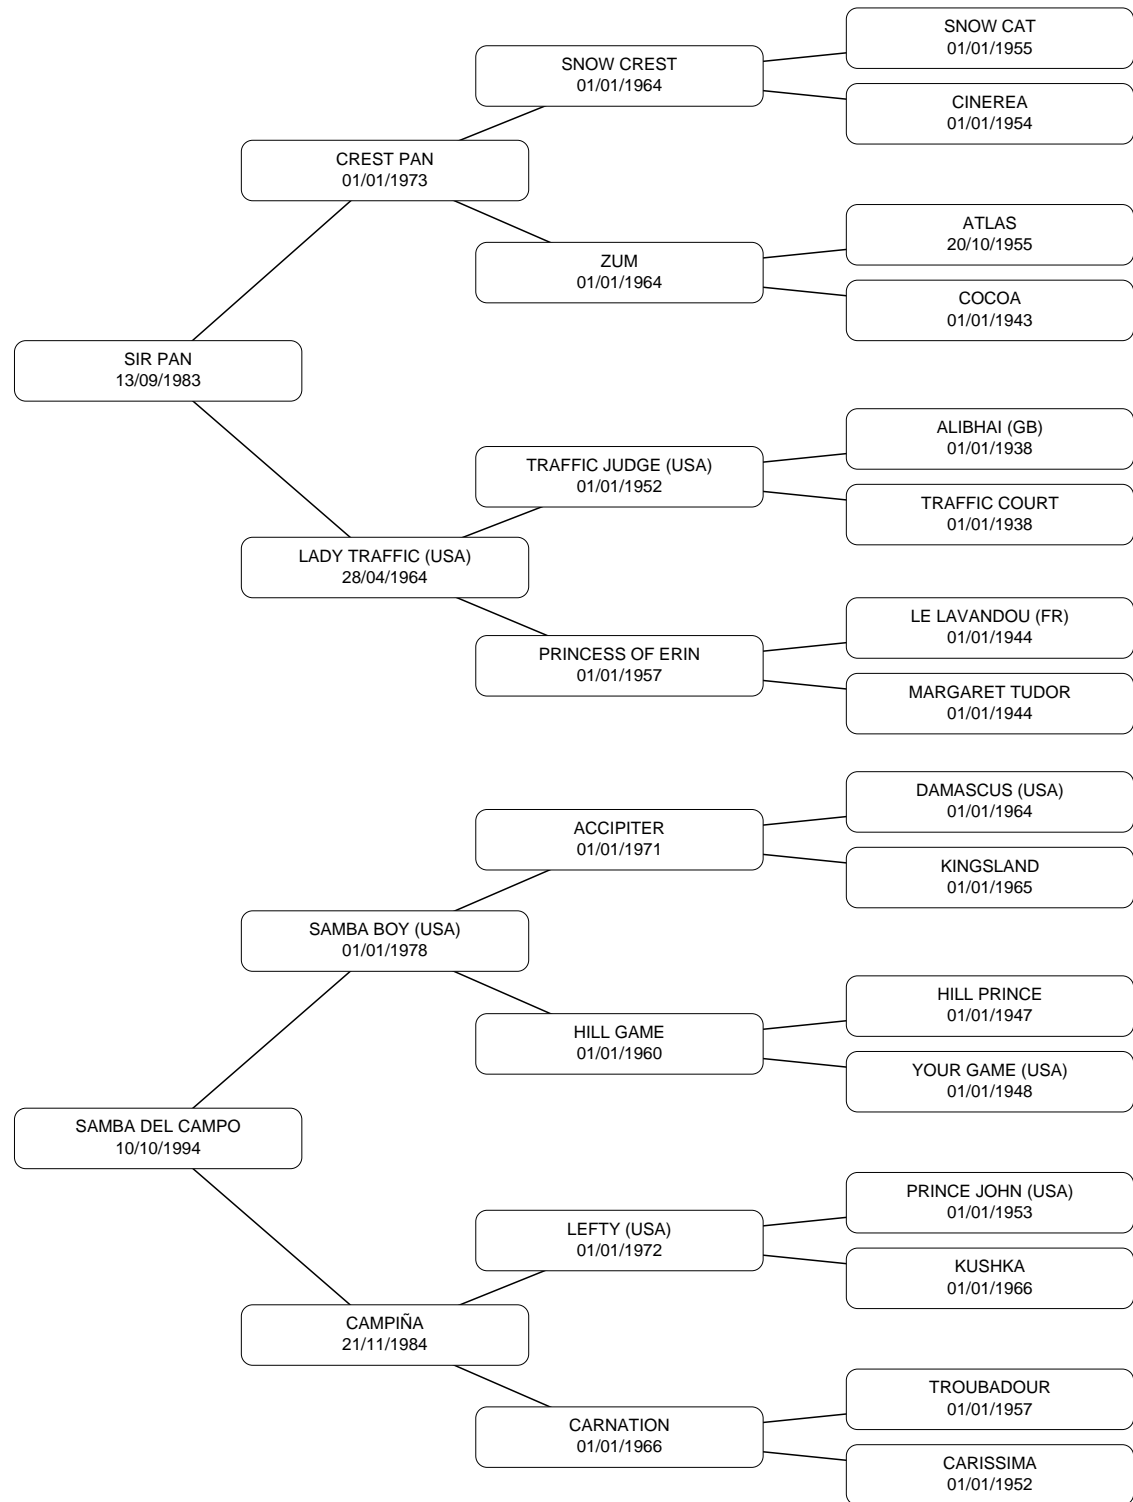 SNOW CAT
01/01/1955
SNOW CREST
01/01/1964
CINEREA
01/01/1954
CREST PAN
01/01/1973
ATLAS
20/10/1955
ZUM
01/01/1964
COCOA
01/01/1943
SIR PAN
13/09/1983
ALIBHAI (GB)
01/01/1938
TRAFFIC JUDGE (USA)
01/01/1952
TRAFFIC COURT
01/01/1938
LADY TRAFFIC (USA)
28/04/1964
LE LAVANDOU (FR)
01/01/1944
PRINCESS OF ERIN
01/01/1957
MARGARET TUDOR
01/01/1944
DAMASCUS (USA)
01/01/1964
ACCIPITER
01/01/1971
KINGSLAND
01/01/1965
SAMBA BOY (USA)
01/01/1978
HILL PRINCE
01/01/1947
HILL GAME
01/01/1960
YOUR GAME (USA)
01/01/1948
SAMBA DEL CAMPO
10/10/1994
PRINCE JOHN (USA)
01/01/1953
LEFTY (USA)
01/01/1972
KUSHKA
01/01/1966
CAMPIÑA
21/11/1984
TROUBADOUR
01/01/1957
CARNATION
01/01/1966
CARISSIMA
01/01/1952